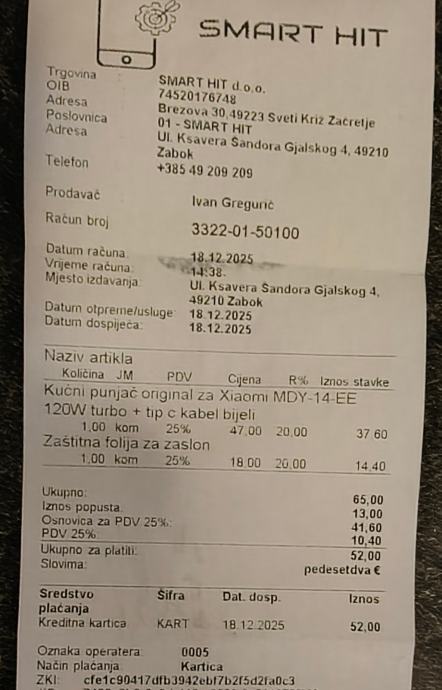 SMART HIT
Trgovina SMART HIT d.o.o.
OIB 74520176748
Adresa Brezova 30,49223 Sveti Križ Začretje
Poslovnica 01 - SMART HIT
Adresa Ul. Ksavera Šandora Gjalskog 4, 49210 Zabok
Telefon +385 49 209 209
Prodavač Ivan Gregurić
Račun broj 3322-01-50100
Datum računa: 18.12.2025
Vrijeme računa: 14:38.
Mjesto izdavanja: Ul. Ksavera Šandora Gjalskog 4,
49210 Zabok
Datum otpreme/usluge: 18.12.2025
Datum dospijeća: 18.12.2025
Naziv artikla
Količina JM PDV Cijena R% Iznos stavke
Kućni punjač original za Xiaomi MDY-14-EE
120W turbo + tip c kabel bijeli
1,00 kom 25% 47,00 20,00 37,60
Zaštitna folija za zaslon
1,00 kom 25% 18,00 20,00 14,40
Ukupno: 65,00
Iznos popusta: 13,00
Osnovica za PDV 25%: 41,60
PDV 25%: 10,40
Ukupno za platiti: 52,00
Slovima: pedesetdva €
Sredstvo plaćanja Šifra Dat. dosp. Iznos
Kreditna kartica KART 18.12.2025 52,00
Oznaka operatera 0005
Način plaćanja: Kartica
ZKI: cfe1c90417dfb3942ebf7b2f5d2fa0c3